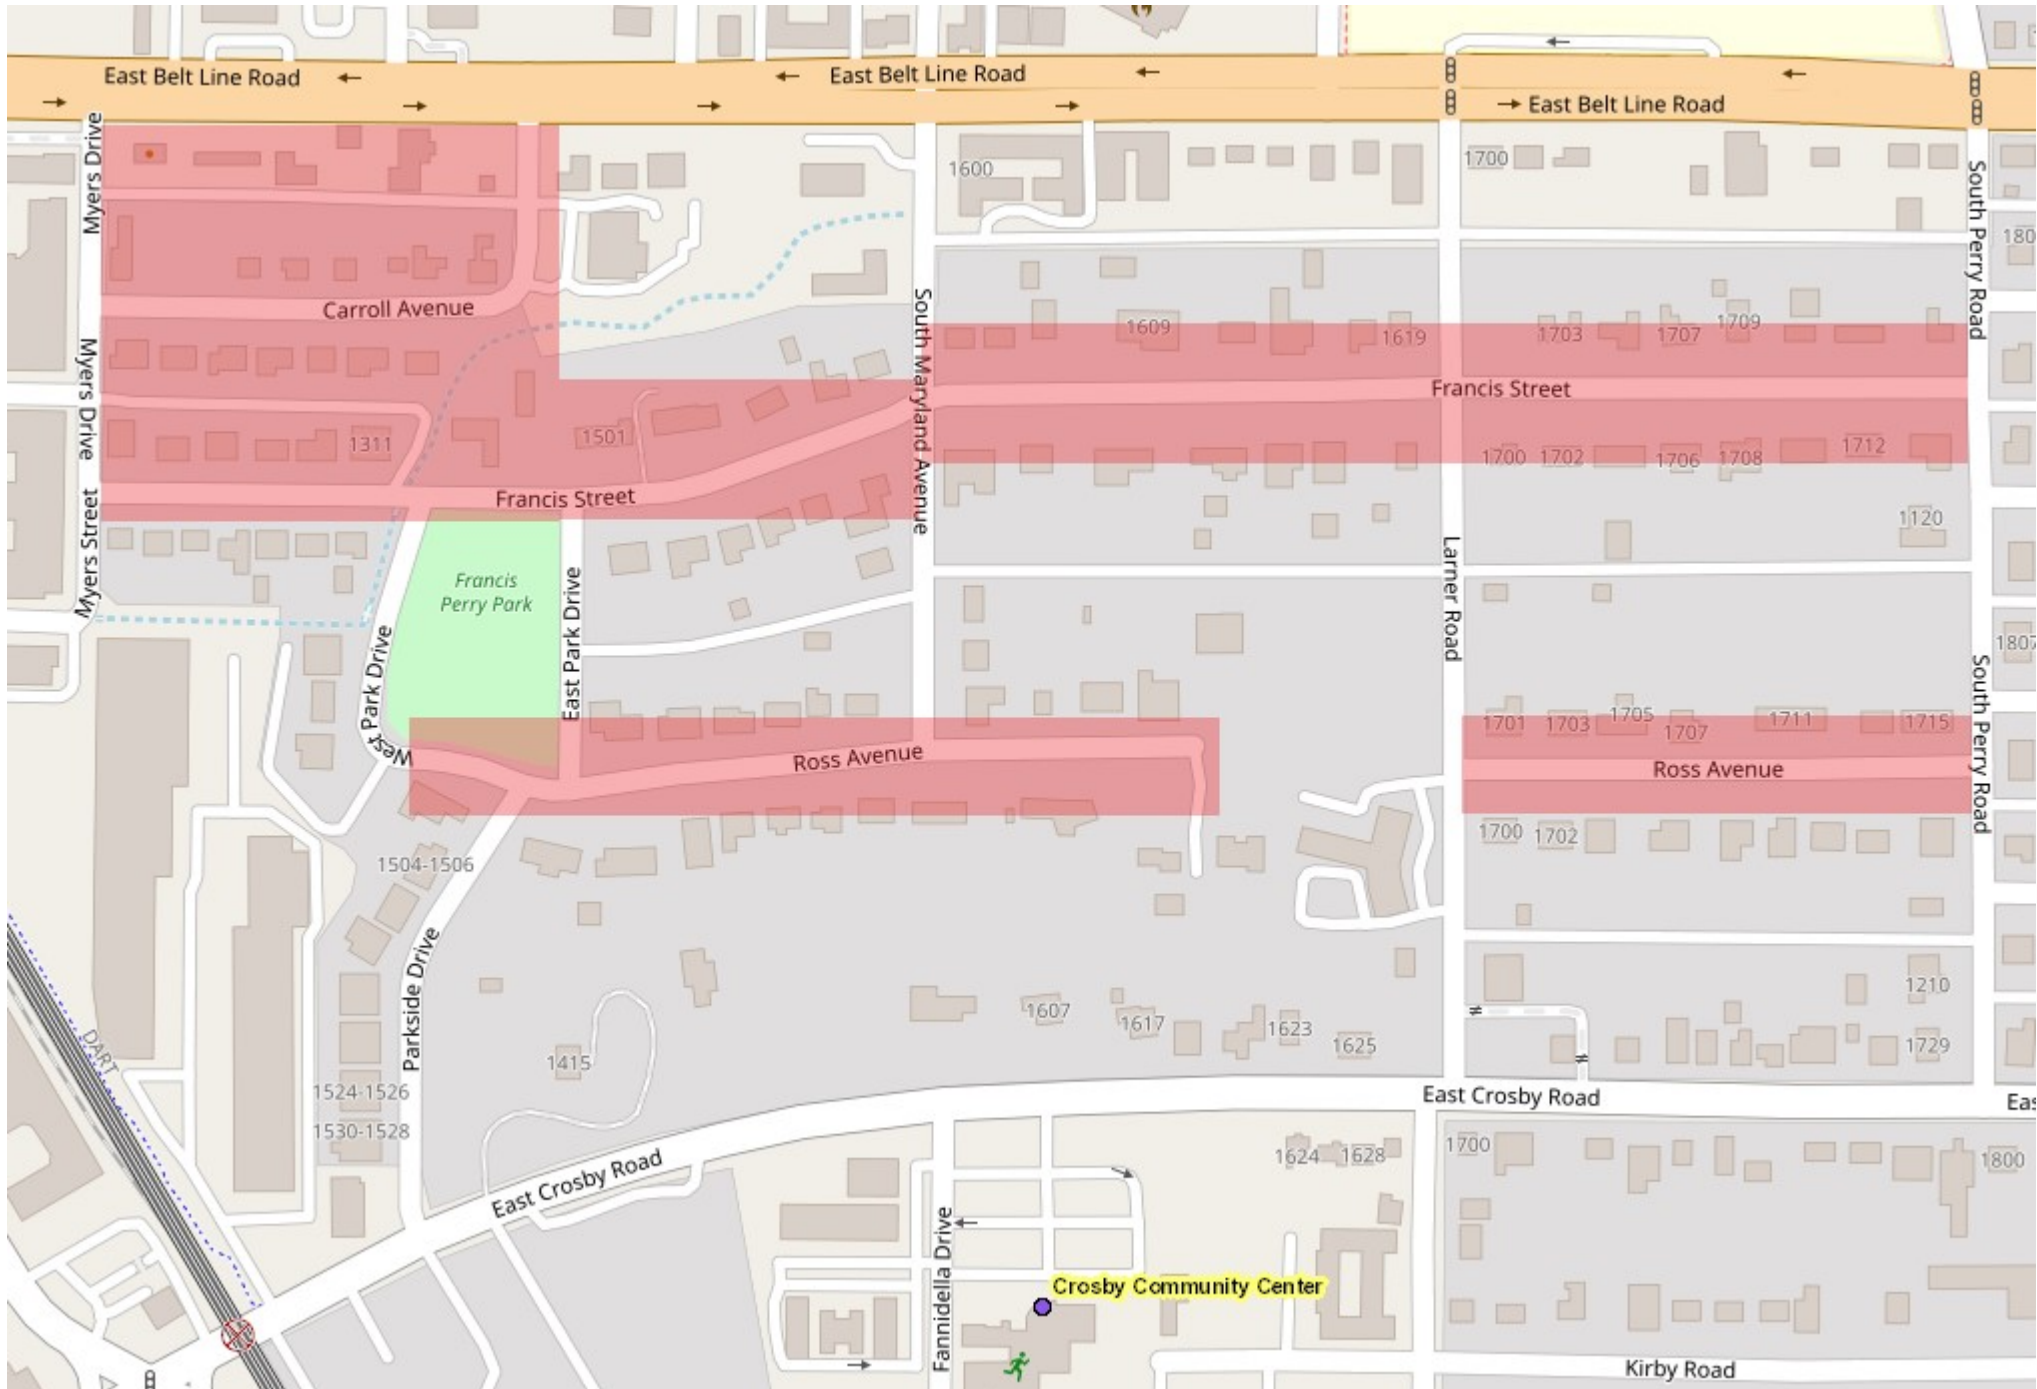 East Belt Line Road
East Belt Line Road
East Belt Line Road
Myers Drive
1600
1700
South Perry Road
180
Carroll Avenue
1609
1619
1703
1707
1709
Myers Drive
South Maryland Avenue
Francis Street
1311
1501
1700
1702
1706
1708
1712
Francis Street
Myers Street
1120
Francis
Perry Park
East Park Drive
Larner Road
1807
West Park Drive
South Perry Road
1701
1703
1705
1707
1711
1715
West
Ross Avenue
Ross Avenue
1700
1702
1504-1506
Parkside Drive
1210
1607
1617
1623
1625
1729
DART
1415
1524-1526
1530-1528
East Crosby Road
Eas
1624
1628
1700
1800
East Crosby Road
Fannidella Drive
Crosby Community Center
Kirby Road